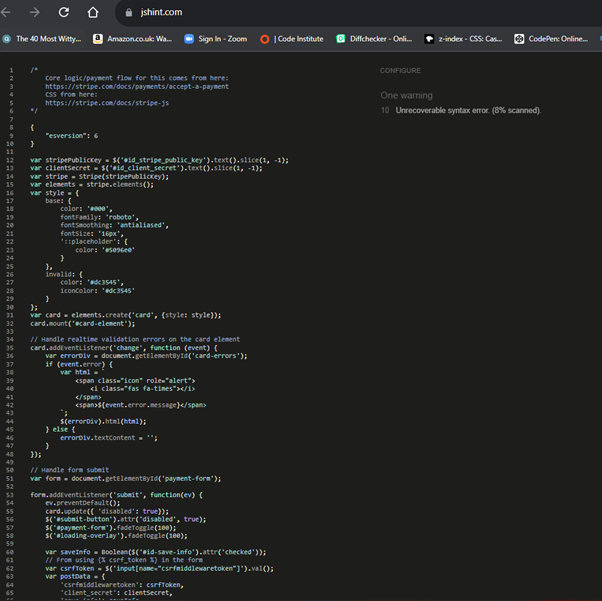 jshint.com
The 40 Most Witty...
Amazon.co.uk: Wa...
Sign In - Zoom
| Code Institute
Diffchecker - Onli...
z-index - CSS: Cas...
CodePen: Online...
CONFIGURE
One warning
10 Unrecoverable syntax error. (8% scanned).
1 /*
2 Core logic/payment flow for this comes from here:
3 https://stripe.com/docs/payments/accept-a-payment
4 CSS from here:
5 https://stripe.com/docs/stripe-js
6 */
7
8 {
9 "esversion": 6
10 }
11
12 var stripePublicKey = $('#id_stripe_public_key').text().slice(1, -1);
13 var clientSecret = $('#id_client_secret').text().slice(1, -1);
14 var stripe = Stripe(stripePublicKey);
15 var elements = stripe.elements();
16 var style = {
17 base: {
18 color: '#000',
19 fontFamily: 'roboto',
20 fontSmoothing: 'antialiased',
21 fontSize: '16px',
22 '::placeholder': {
23 color: '#5096e0'
24 }
25 },
26 invalid: {
27 color: '#dc3545',
28 iconColor: '#dc3545'
29 }
30 };
31 var card = elements.create('card', {style: style});
32 card.mount('#card-element');
33
34 // Handle realtime validation errors on the card element
35 card.addEventListener('change', function (event) {
36 var errorDiv = document.getElementById('card-errors');
37 if (event.error) {
38 var html = `
39 <span class="icon" role="alert">
40 <i class="fas fa-times"></i>
41 </span>
42 <span>${event.error.message}</span>
43 `;
44 $(errorDiv).html(html);
45 } else {
46 errorDiv.textContent = '';
47 }
48 });
49
50 // Handle form submit
51 var form = document.getElementById('payment-form');
52
53 form.addEventListener('submit', function(ev) {
54 ev.preventDefault();
55 card.update({ 'disabled': true});
56 $('#submit-button').attr('disabled', true);
57 $('#payment-form').fadeToggle(100);
58 $('#loading-overlay').fadeToggle(100);
59
60 var saveInfo = Boolean($('#id-save-info').attr('checked'));
61 // From using {% csrf_token %} in the form
62 var csrfToken = $('input[name="csrfmiddlewaretoken"]').val();
63 var postData = {
64 'csrfmiddlewaretoken': csrfToken,
65 'client_secret': clientSecret,